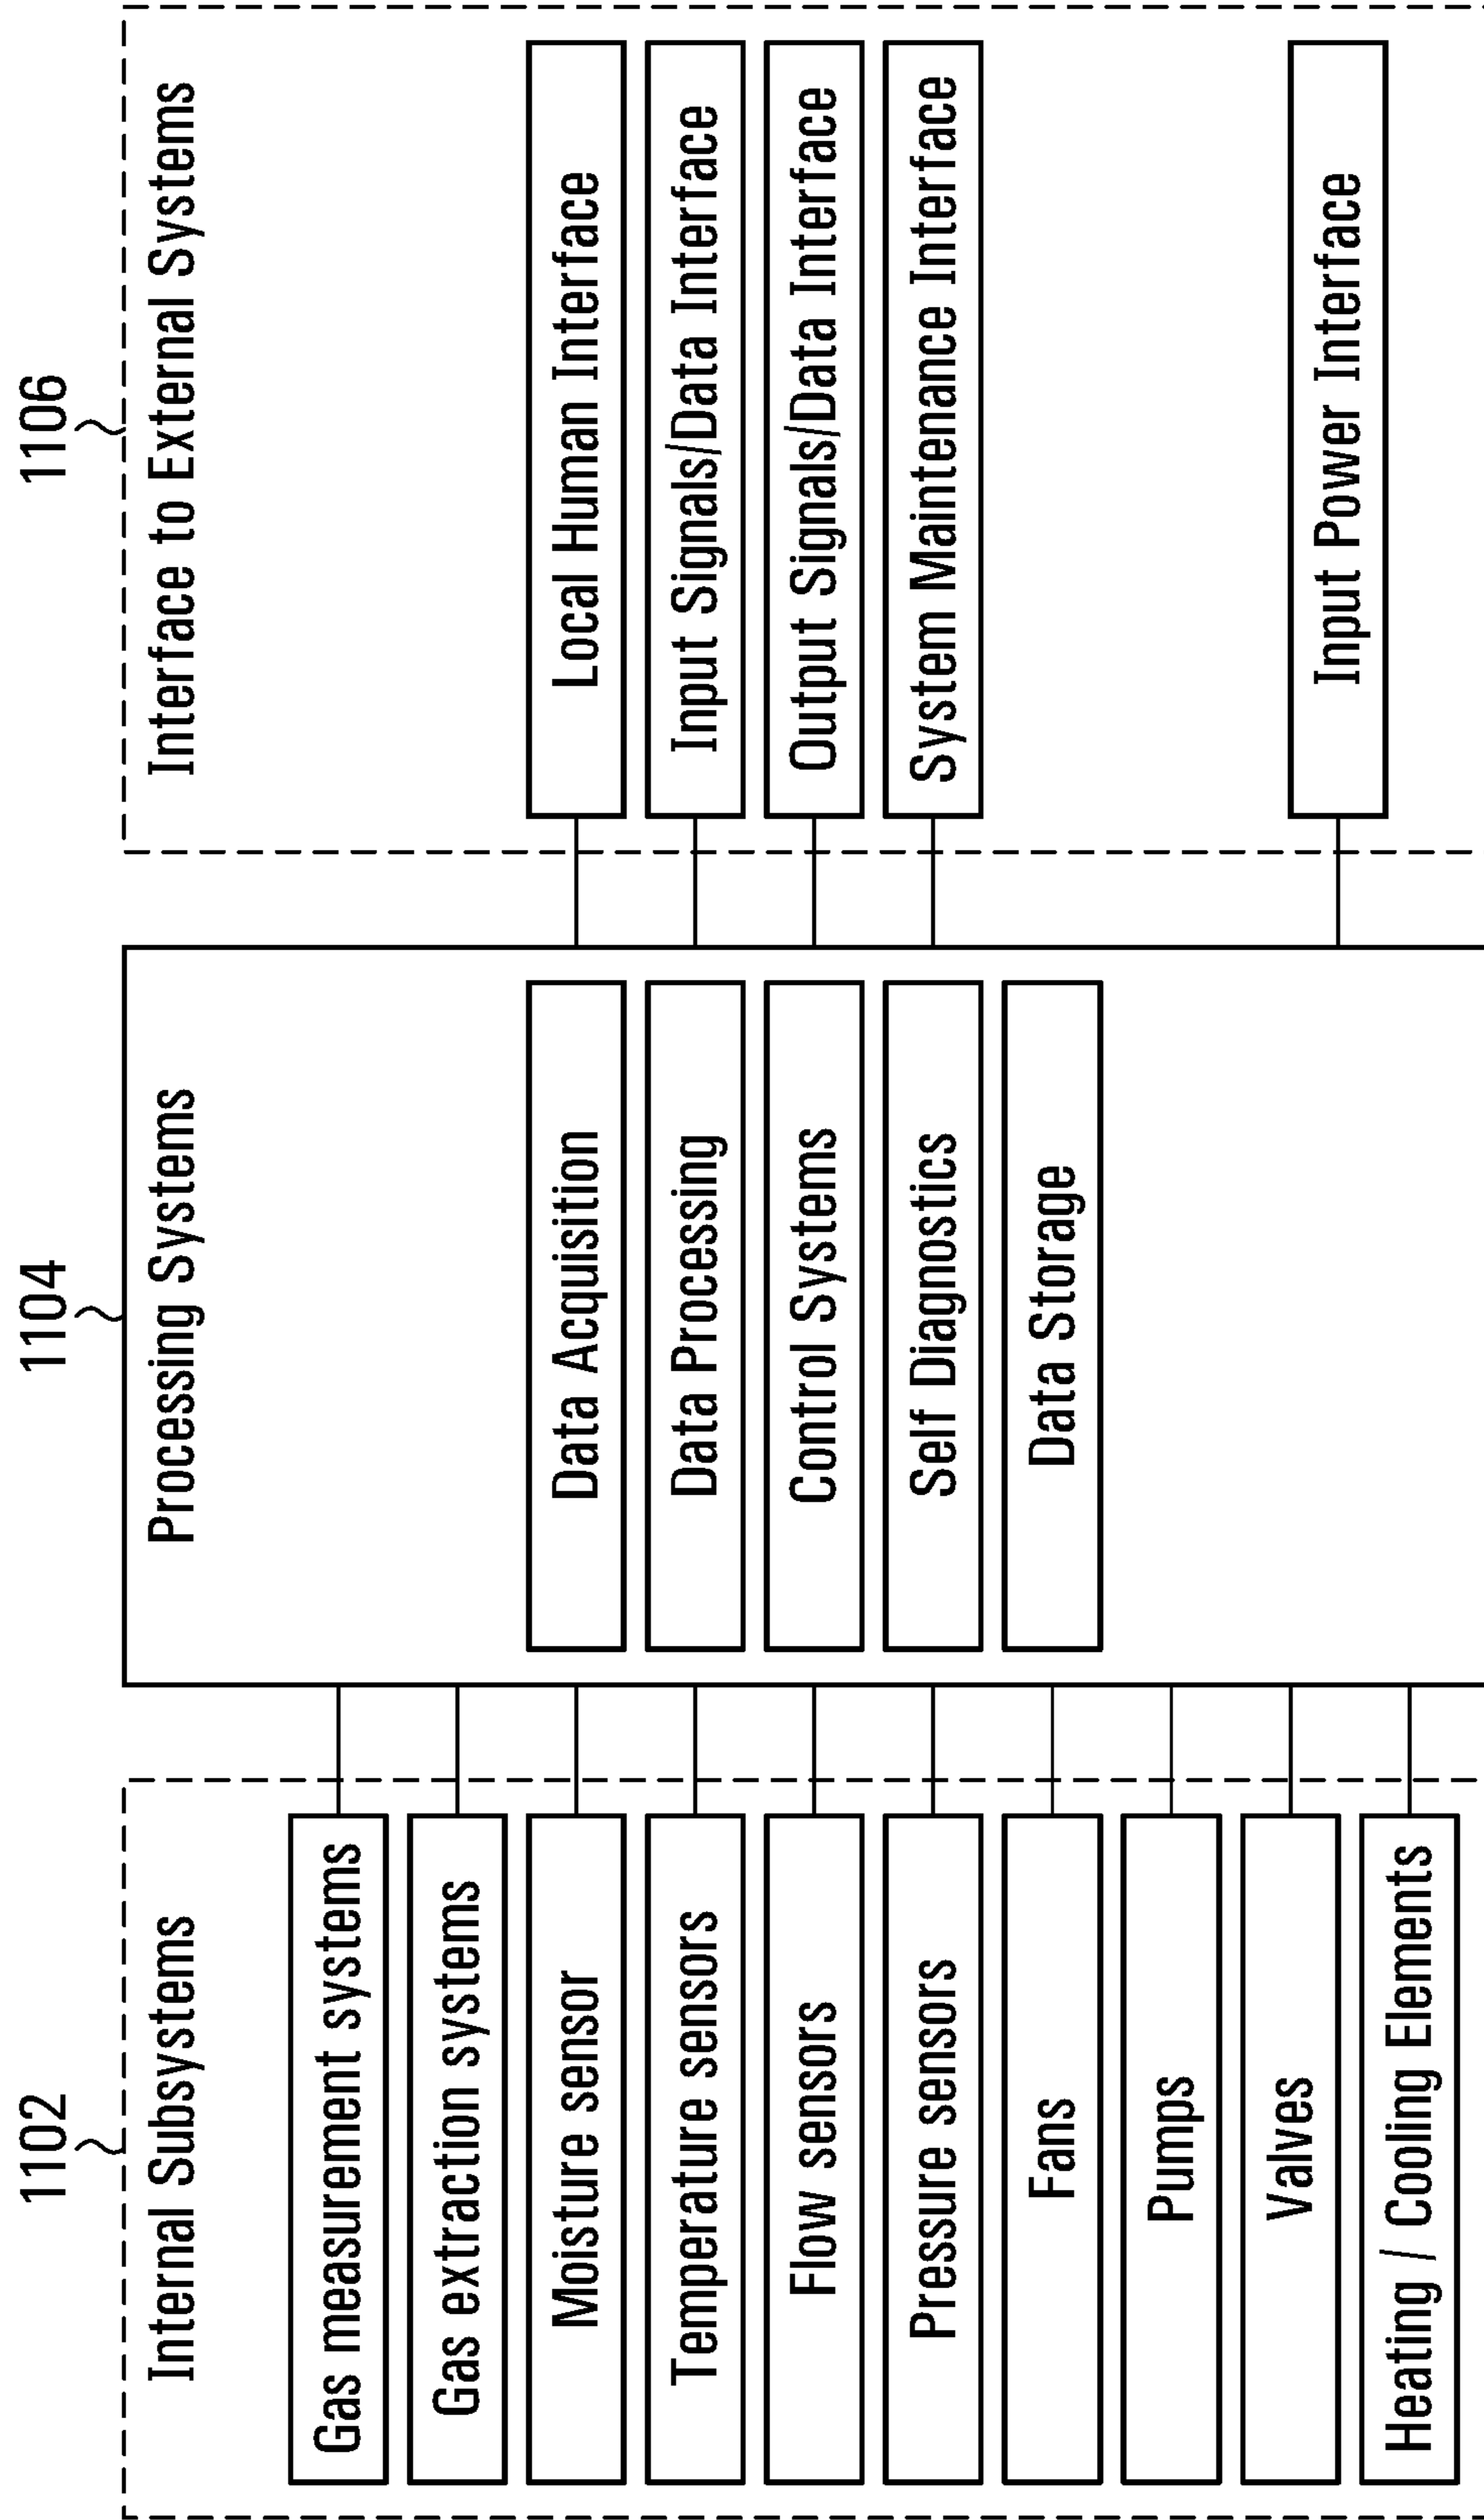 1102
Internal Subsystems
Gas measurement systems
Gas extraction systems
Moisture sensor
Temperature sensors
Flow sensors
Pressure sensors
Fans
Pumps
Valves
Heating / Cooling Elements
1104
Processing Systems
Data Acquisition
Data Processing
Control Systems
Self Diagnostics
Data Storage
1106
Interface to External Systems
Local Human Interface
Input Signals/Data Interface
Output Signals/Data Interface
System Maintenance Interface
Input Power Interface